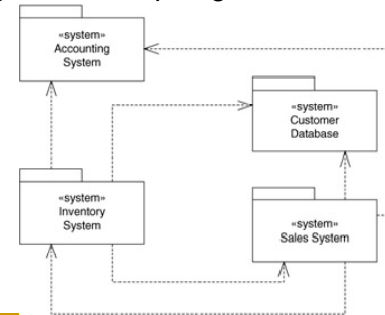 «system»
Accounting
System
«system»
Customer
Database
«system»
Inventory
System
«system»
Sales System